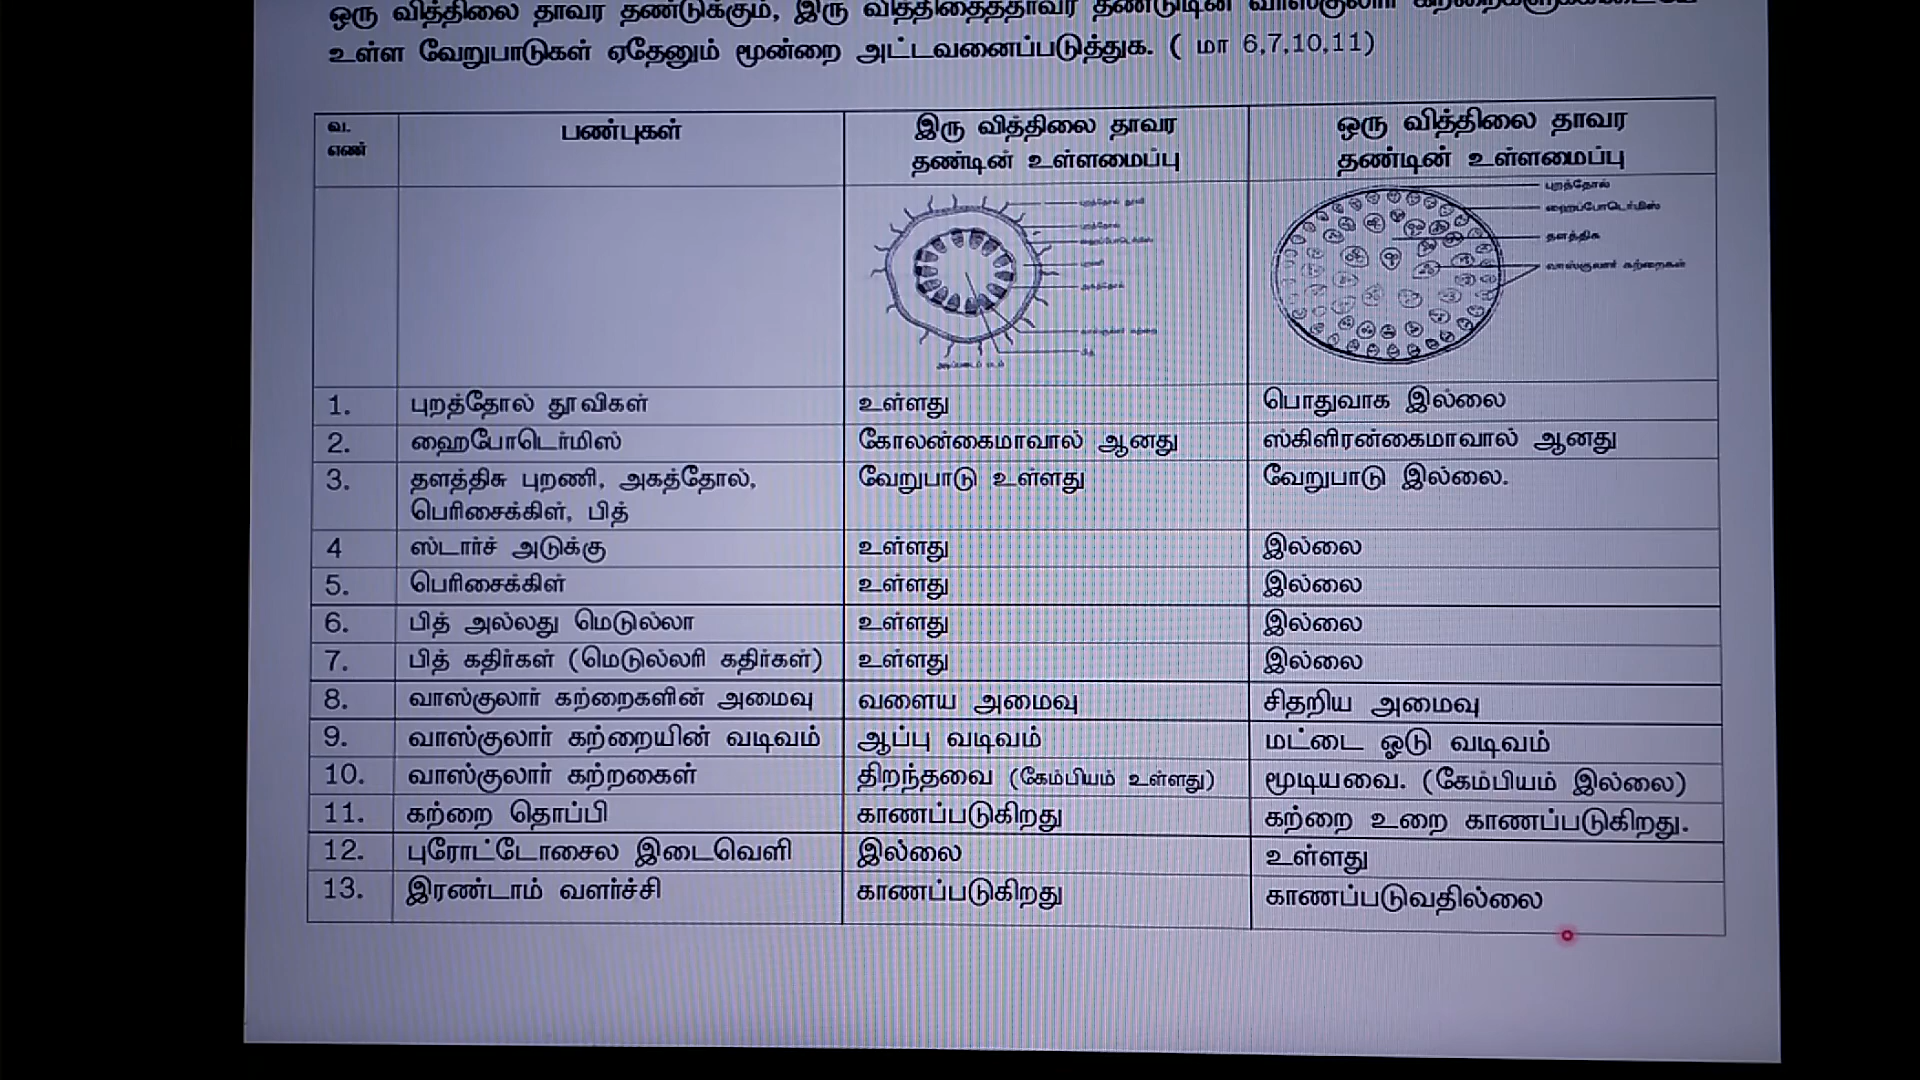 ஒரு வித்திலை தாவர தண்டுக்கும், இரு
உள்ள வேறுபாடுகள் ஏதேனும் மூன்றை அட்டவனைப்படுத்துக. ( மா 6,7,10,11)
வ. எண் பண்புகள் இரு வித்திலை தாவர தண்டின் உள்ளமைப்பு ஒரு வித்திலை தாவர தண்டின் உள்ளமைப்பு
புறத்தோல்
ஹைப்போடெர்மிஸ்
தளத்திசு
வாஸ்குலார் கற்றைகள்
1. புறத்தோல் தூவிகள் உள்ளது பொதுவாக இல்லை
2. ஹைபோடெர்மிஸ் கோலன்கைமாவால் ஆனது ஸ்கிளிரன்கைமாவால் ஆனது
3. தளத்திசு புறணி, அகத்தோல், வேறுபாடு உள்ளது வேறுபாடு இல்லை.
பெரிசைக்கிள், பித்
4 ஸ்டார்ச் அடுக்கு உள்ளது இல்லை
5. பெரிசைக்கிள் உள்ளது இல்லை
6. பித் அல்லது மெடுல்லா உள்ளது இல்லை
7. பித் கதிர்கள் (மெடுல்லரி கதிர்கள்) உள்ளது இல்லை
8. வாஸ்குலார் கற்றைகளின் அமைவு வளைய அமைவு சிதறிய அமைவு
9. வாஸ்குலார் கற்றையின் வடிவம் ஆப்பு வடிவம் மட்டை ஓடு வடிவம்
10. வாஸ்குலார் கற்றகைள் திறந்தவை (கேம்பியம் உள்ளது) மூடியவை. (கேம்பியம் இல்லை)
11. கற்றை தொப்பி காணப்படுகிறது கற்றை உறை காணப்படுகிறது.
12. புரோட்டோசைல இடைவெளி இல்லை உள்ளது
13. இரண்டாம் வளர்ச்சி காணப்படுகிறது காணப்படுவதில்லை